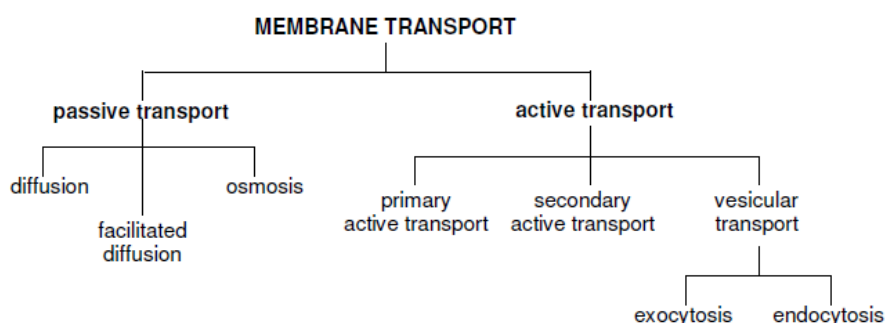 MEMBRANE TRANSPORT
passive transport
active transport
diffusion
facilitated
diffusion
osmosis
primary
active transport
secondary
active transport
vesicular
transport
exocytosis
endocytosis